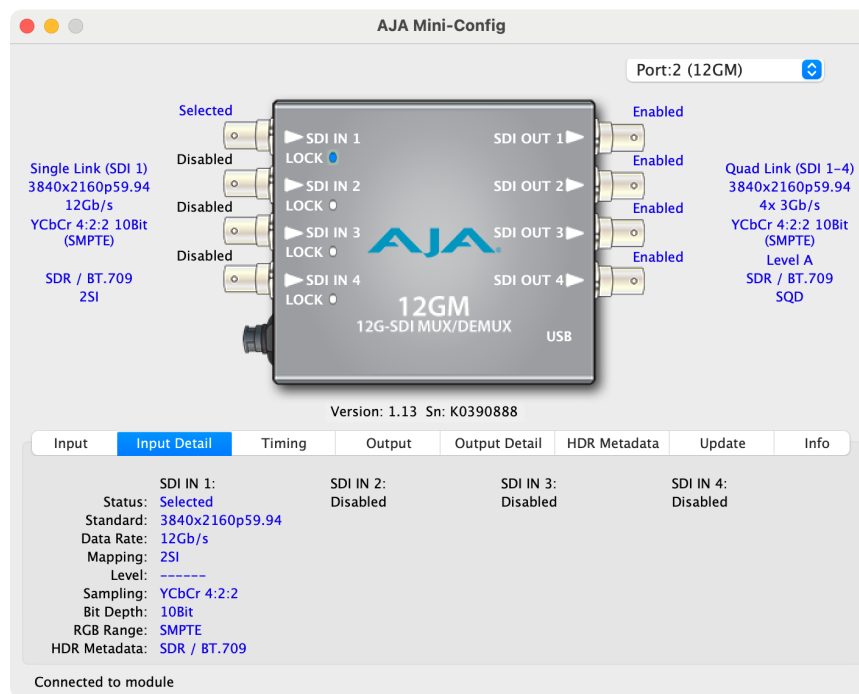 AJA Mini-Config
Port:2 (12GM)
Selected
Disabled
Disabled
Disabled
Single Link (SDI 1)
3840x2160p59.94
12Gb/s
YCbCr 4:2:2 10Bit
(SMPTE)
SDR / BT.709
2SI
SDI IN 1
LOCK
SDI IN 2
LOCK
SDI IN 3
LOCK
SDI IN 4
LOCK
SDI OUT 1
SDI OUT 2
SDI OUT 3
SDI OUT 4
AJA
12GM
12G-SDI MUX/DEMUX
USB
Enabled
Enabled
Enabled
Enabled
Quad Link (SDI 1-4)
3840x2160p59.94
4x 3Gb/s
YCbCr 4:2:2 10Bit
(SMPTE)
Level A
SDR / BT.709
SQD
Version: 1.13 Sn: K0390888
Input Input Detail Timing Output Output Detail HDR Metadata Update Info
SDI IN 1: SDI IN 2: SDI IN 3: SDI IN 4:
Status: Selected Disabled Disabled Disabled
Standard: 3840x2160p59.94
Data Rate: 12Gb/s
Mapping: 2SI
Level: ------
Sampling: YCbCr 4:2:2
Bit Depth: 10Bit
RGB Range: SMPTE
HDR Metadata: SDR / BT.709
Connected to module